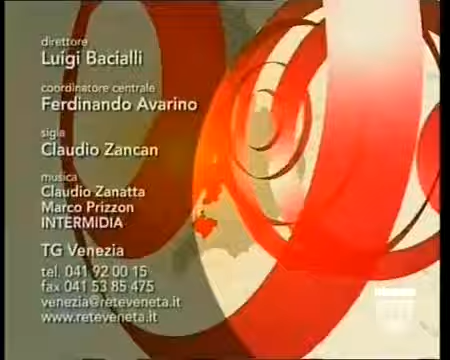 direttore
Luigi Bacialli
coordinatore centrale
Ferdinando Avarino
sigla
Claudio Zancan
musica
Claudio Zanatta
Marco Prizzon
INTERMIDIA
TG Venezia
tel. 041 92 00 15
fax 041 53 85 475
venezia@reteveneta.it
www.reteveneta.it